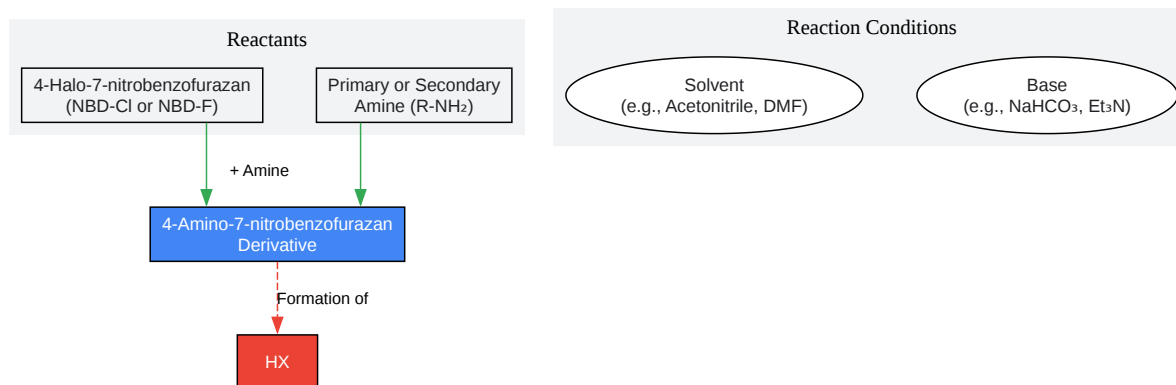 Reactants
4-Halo-7-nitrobenzofurazan
(NBD-Cl or NBD-F)
Primary or Secondary
Amine (R-NH₂)
+ Amine
4-Amino-7-nitrobenzofurazan
Derivative
Formation of
HX
Reaction Conditions
Solvent
(e.g., Acetonitrile, DMF)
Base
(e.g., NaHCO₃, Et₃N)